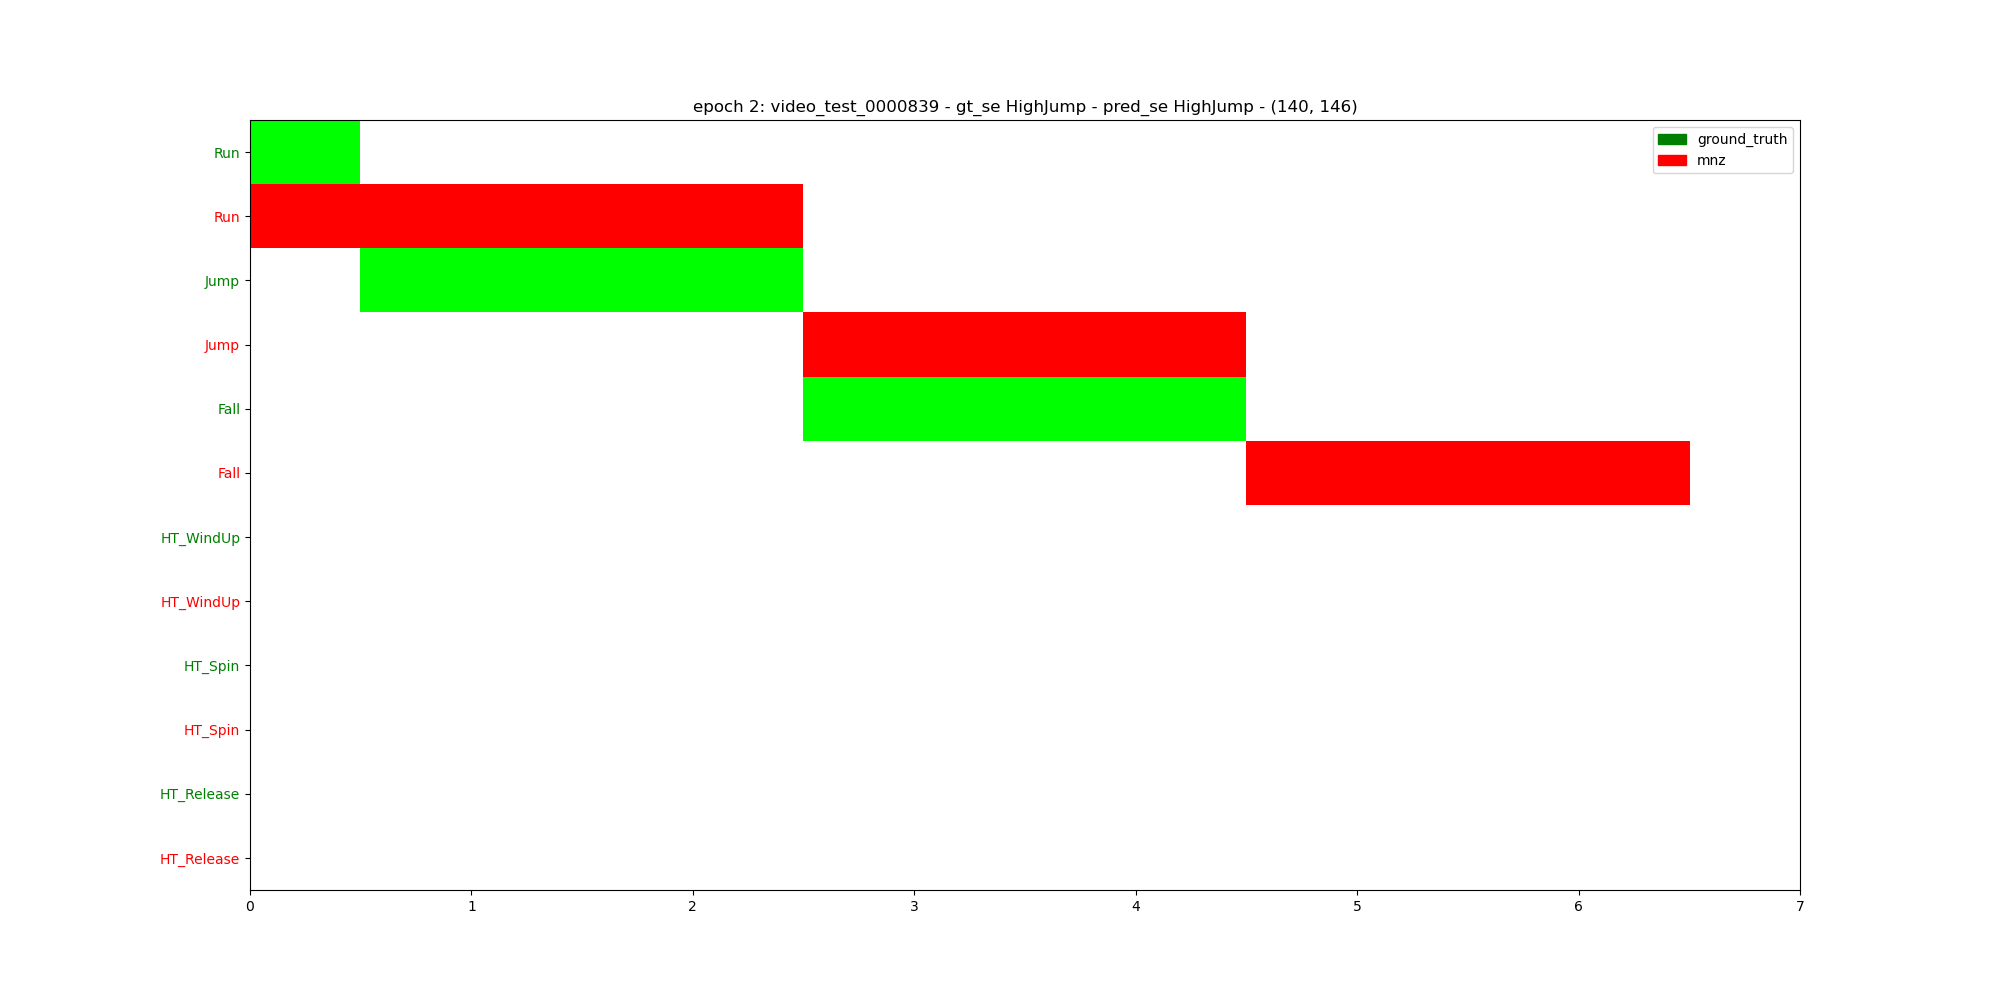 epoch 2: video_test_0000839 - gt_se HighJump - pred_se HighJump - (140, 146)
ground_truth
mnz
Run
Run
Jump
Jump
Fall
Fall
HT_WindUp
HT_WindUp
HT_Spin
HT_Spin
HT_Release
HT_Release
0 1 2 3 4 5 6 7